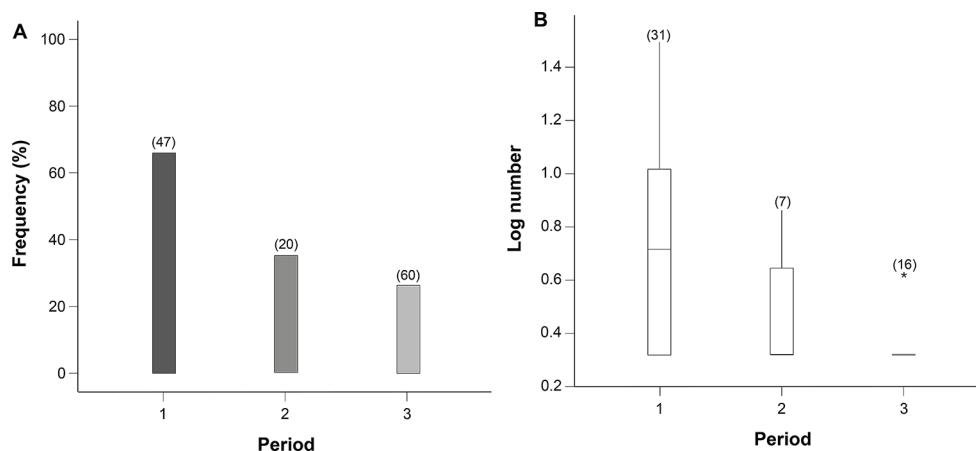 A
Frequency (%)
100
80
60
40
20
0
(47)
(20)
(60)
1 2 3
Period
B
Log number
1.4
1.2
1.0
0.8
0.6
0.4
0.2
(31)
(7)
(16)
*
1 2 3
Period